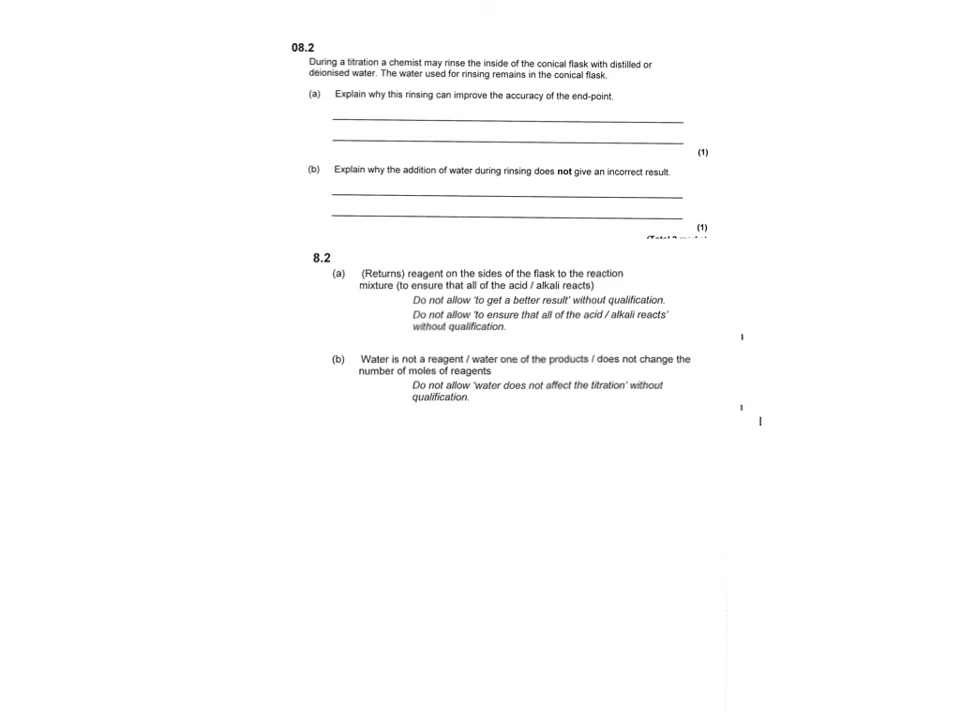 08.2
During a titration a chemist may rinse the inside of the conical flask with distilled or
deionised water. The water used for rinsing remains in the conical flask.
(a) Explain why this rinsing can improve the accuracy of the end-point.
(1)
(b) Explain why the addition of water during rinsing does not give an incorrect result.
(1)
8.2
(a) (Returns) reagent on the sides of the flask to the reaction
mixture (to ensure that all of the acid / alkali reacts)
Do not allow 'to get a better result' without qualification.
Do not allow 'to ensure that all of the acid / alkali reacts'
without qualification.
1
(b) Water is not a reagent / water one of the products / does not change the
number of moles of reagents
Do not allow 'water does not affect the titration' without
qualification.
1